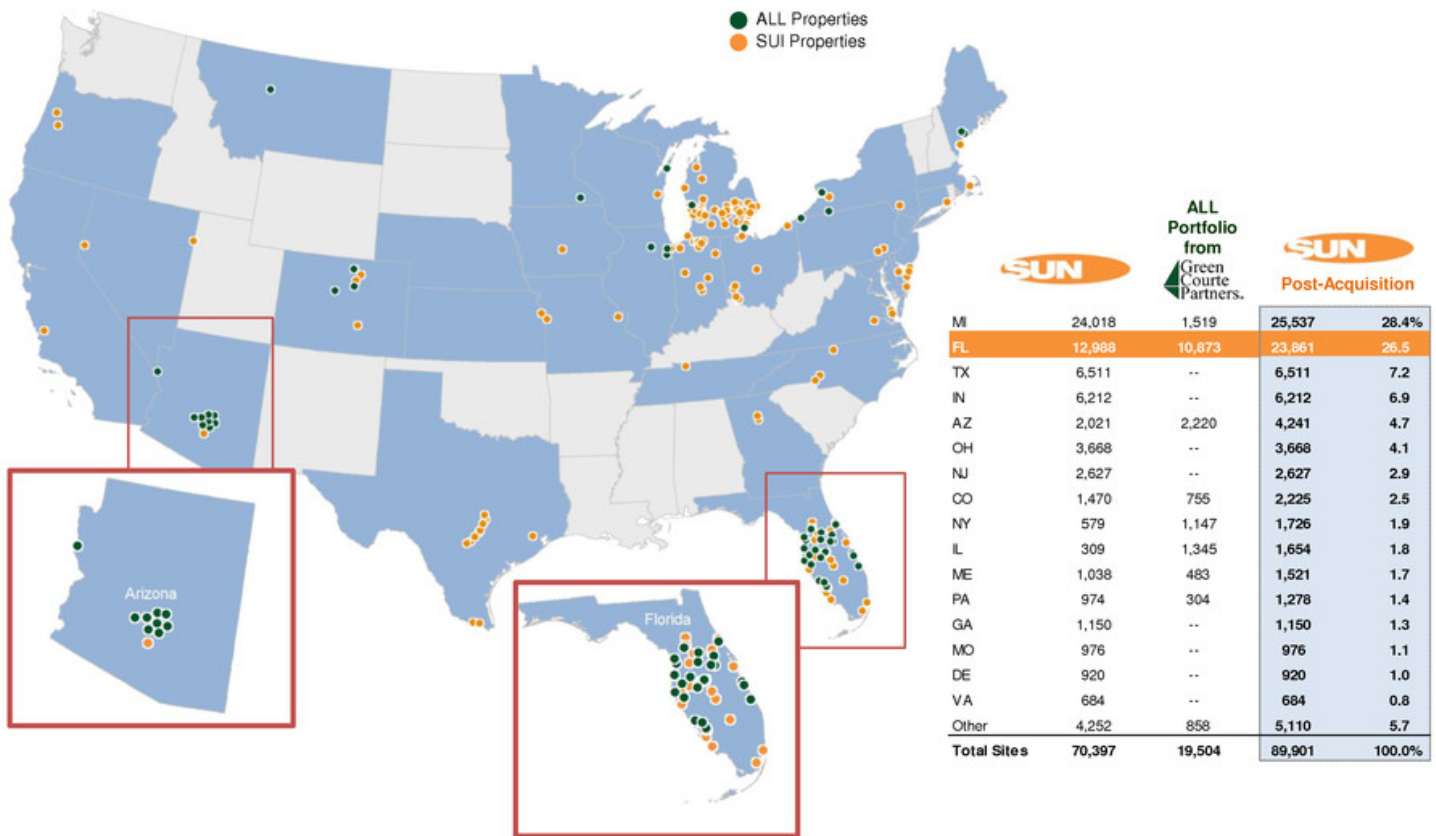 ALL Properties
SUI Properties
Arizona
Florida
ALL
Portfolio
from
SUN Green SUN
Courte
Partners. Post-Acquisition
MI 24,018 1,519 25,537 28.4%
FL 12,988 10,873 23,861 26.5
TX 6,511 -- 6,511 7.2
IN 6,212 -- 6,212 6.9
AZ 2,021 2,220 4,241 4.7
OH 3,668 -- 3,668 4.1
NJ 2,627 -- 2,627 2.9
CO 1,470 755 2,225 2.5
NY 579 1,147 1,726 1.9
IL 309 1,345 1,654 1.8
ME 1,038 483 1,521 1.7
PA 974 304 1,278 1.4
GA 1,150 -- 1,150 1.3
MO 976 -- 976 1.1
DE 920 -- 920 1.0
VA 684 -- 684 0.8
Other 4,252 858 5,110 5.7
Total Sites 70,397 19,504 89,901 100.0%